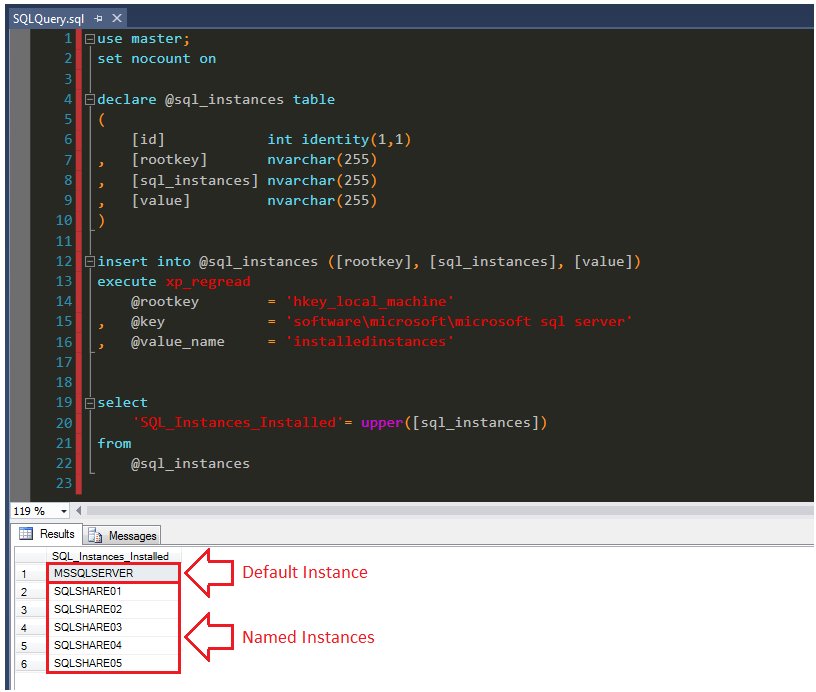 SQLQuery.sql
1 use master;
2 set nocount on
3
4 declare @sql_instances table
5 (
6 [id] int identity(1,1)
7 , [rootkey] nvarchar(255)
8 , [sql_instances] nvarchar(255)
9 , [value] nvarchar(255)
10 )
11
12 insert into @sql_instances ([rootkey], [sql_instances], [value])
13 execute xp_regread
14 @rootkey = 'hkey_local_machine'
15 , @key = 'software\microsoft\microsoft sql server'
16 , @value_name = 'installedinstances'
17
18
19 select
20 'SQL_Instances_Installed'= upper([sql_instances])
21 from
22 @sql_instances
23
119 %
Results Messages
SQL_Instances_Installed
1 MSSQLSERVER Default Instance
2 SQLSHARE01
3 SQLSHARE02
4 SQLSHARE03 Named Instances
5 SQLSHARE04
6 SQLSHARE05